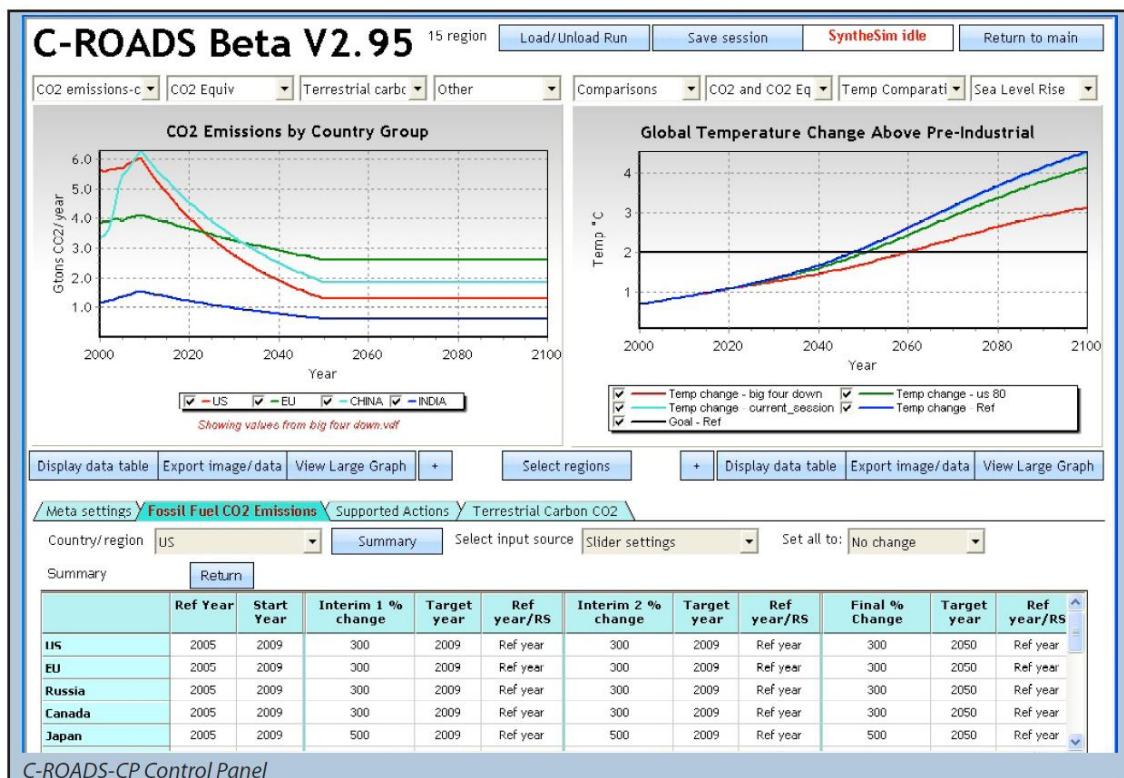 C-ROADS Beta V2.95 15 region Load/Unload Run Save session SyntheSim idle Return to main
CO2 emissions-c CO2 Equiv Terrestrial carbc Other Comparisons CO2 and CO2 Eq Temp Comparati Sea Level Rise
CO2 Emissions by Country Group
6.0
5.0
4.0
3.0
2.0
1.0
Gtons CO2/year
2000 2020 2040 2060 2080 2100
Year
US EU CHINA INDIA
Showing values from big four down.vdf
Global Temperature Change Above Pre-Industrial
4
3
2
1
Temp °C
2000 2020 2040 2060 2080 2100
Year
Temp change - big four down Temp change - us 80
Temp change - current_session Temp change - Ref
Goal - Ref
Display data table Export image/data View Large Graph + Select regions + Display data table Export image/data View Large Graph
Meta settings Fossil Fuel CO2 Emissions Supported Actions Terrestrial Carbon CO2
Country/region US Summary Select input source Slider settings Set all to: No change
Summary Return
Ref Year Start Year Interim 1 % change Target year Ref year/RS Interim 2 % change Target year Ref year/RS Final % Change Target year Ref year/RS
US 2005 2009 300 2009 Ref year 300 2009 Ref year 300 2050 Ref year
EU 2005 2009 300 2009 Ref year 300 2009 Ref year 300 2050 Ref year
Russia 2005 2009 300 2009 Ref year 300 2009 Ref year 300 2050 Ref year
Canada 2005 2009 300 2009 Ref year 300 2009 Ref year 300 2050 Ref year
Japan 2005 2009 500 2009 Ref year 500 2009 Ref year 500 2050 Ref year
C-ROADS-CP Control Panel